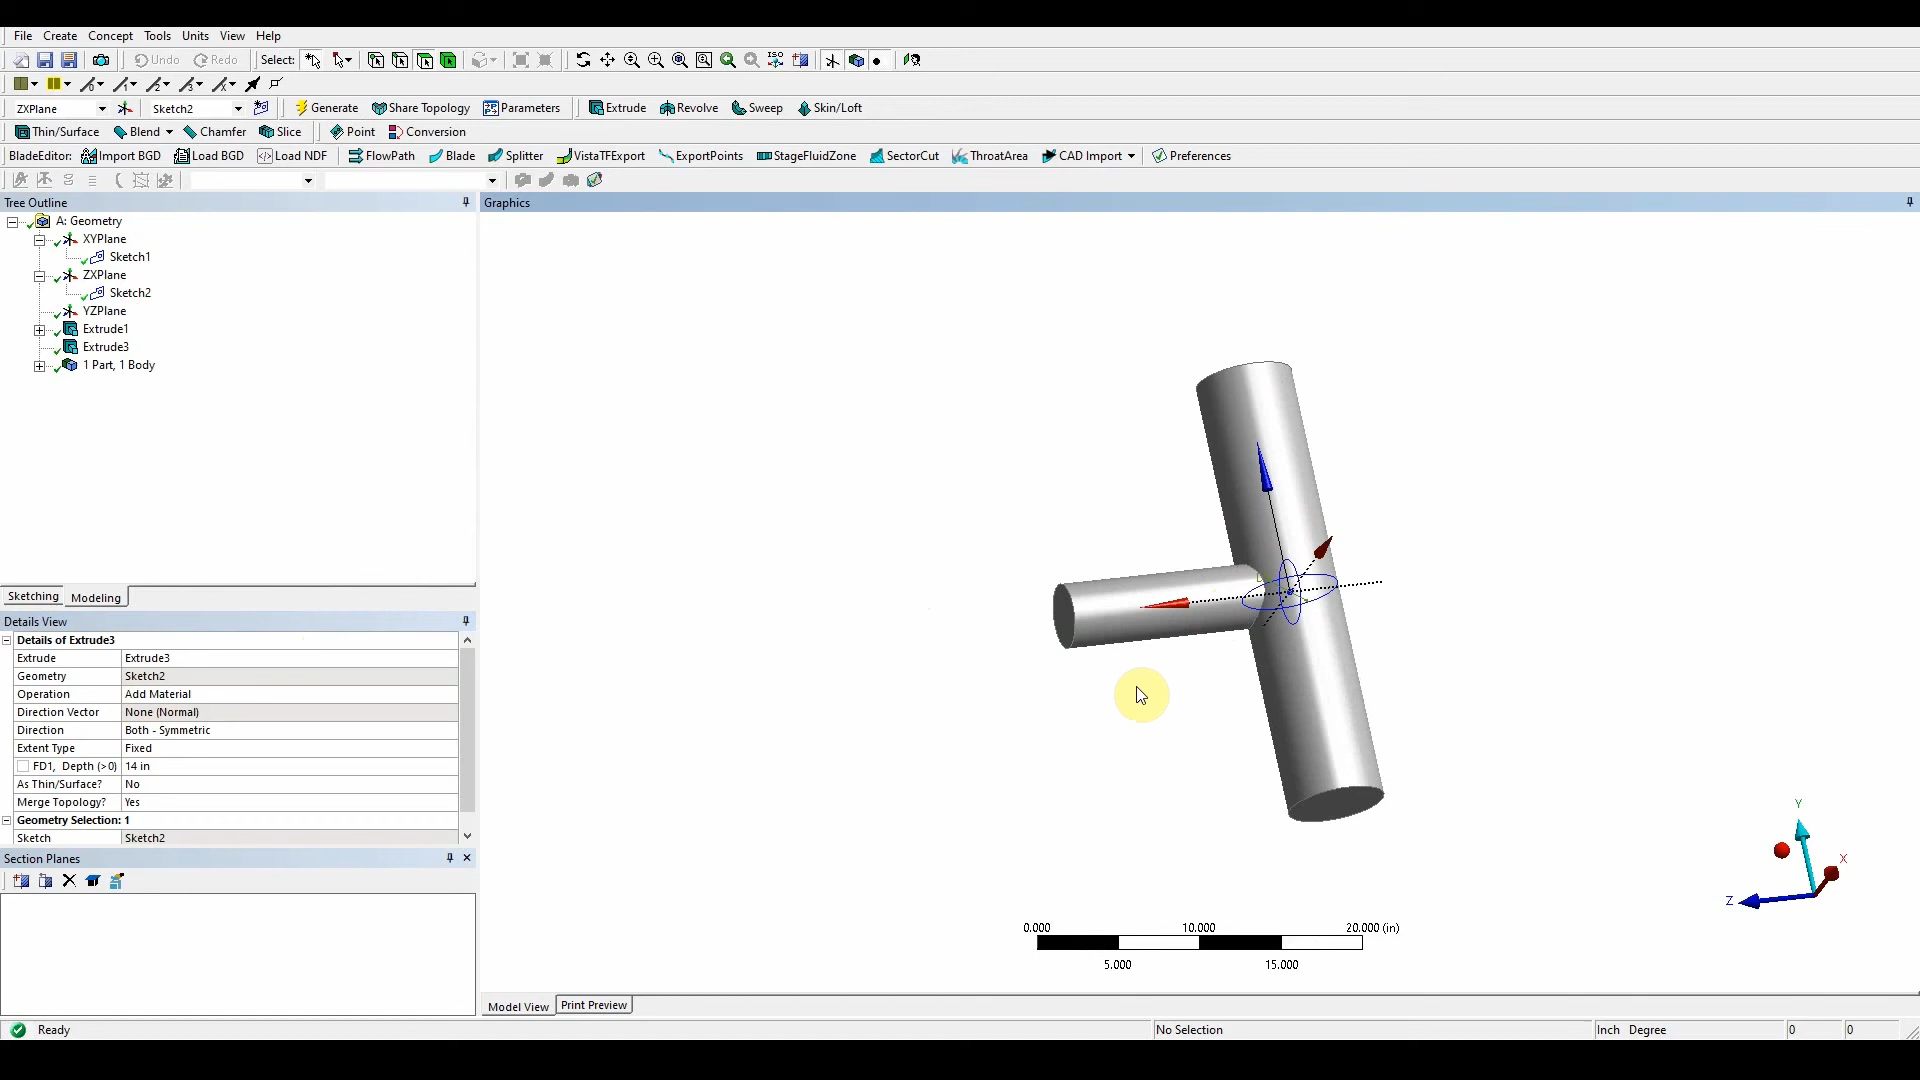 File Create Concept Tools Units View Help
Undo Redo Select: ISO
ZXPlane Sketch2 Generate Share Topology Parameters Extrude Revolve Sweep Skin/Loft
Thin/Surface Blend Chamfer Slice Point Conversion
BladeEditor: Import BGD Load BGD Load NDF FlowPath Blade Splitter VistaTFExport ExportPoints StageFluidZone SectorCut ThroatArea CAD Import Preferences
Tree Outline
A: Geometry
XYPlane
Sketch1
ZXPlane
Sketch2
YZPlane
Extrude1
Extrude3
1 Part, 1 Body
Sketching Modeling
Details View
Details of Extrude3
Extrude Extrude3
Geometry Sketch2
Operation Add Material
Direction Vector None (Normal)
Direction Both - Symmetric
Extent Type Fixed
FD1, Depth (>0) 14 in
As Thin/Surface? No
Merge Topology? Yes
Geometry Selection: 1
Sketch Sketch2
Section Planes
Graphics
Y
X
Z
0.000 10.000 20.000 (in)
5.000 15.000
Model View Print Preview
Ready No Selection Inch Degree 0 0